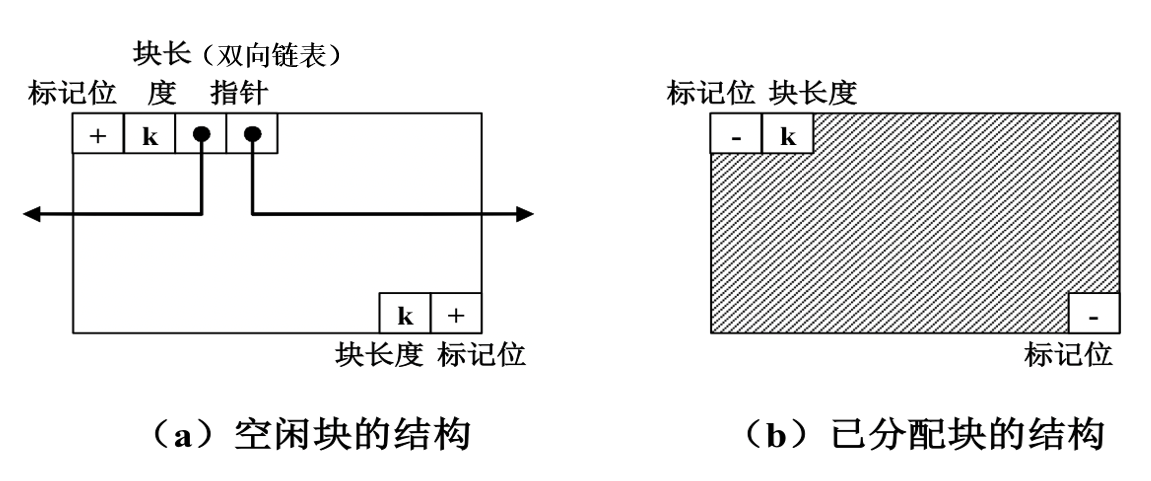 块长（双向链表）
标记位 度 指针
+ k
k +
块长度 标记位
（a）空闲块的结构
标记位 块长度
- k
-
标记位
（b）已分配块的结构